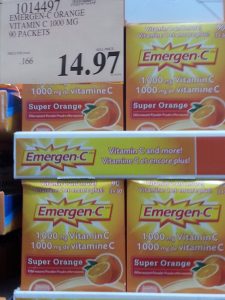 1014497
EMERGEN-C ORANGE
VITAMIN C 1000 MG
90 PACKETS
.166
14.97
Emergen-C
1,000 mg Vitamin C
1000 mg de vitamine C
Super Orange
Emergen-C
1,000 mg Vitamin C
1000 mg de vitamine C
Super Orange
Emergen-C
Vitamin C and more!
Vitamine C et encore plus!
Emergen-C
1,000 mg Vitamin C
1000 mg de vitamine C
Super Orange
Emergen-C
1,000 mg Vitamin C
1000 mg de vitamine C
Super Orange